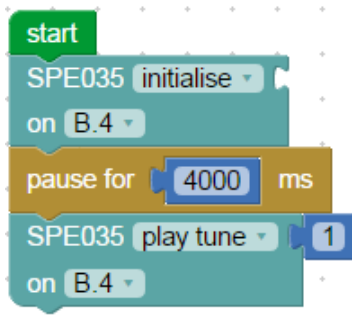 start
SPE035 initialise
on B.4
pause for 4000 ms
SPE035 play tune 1
on B.4